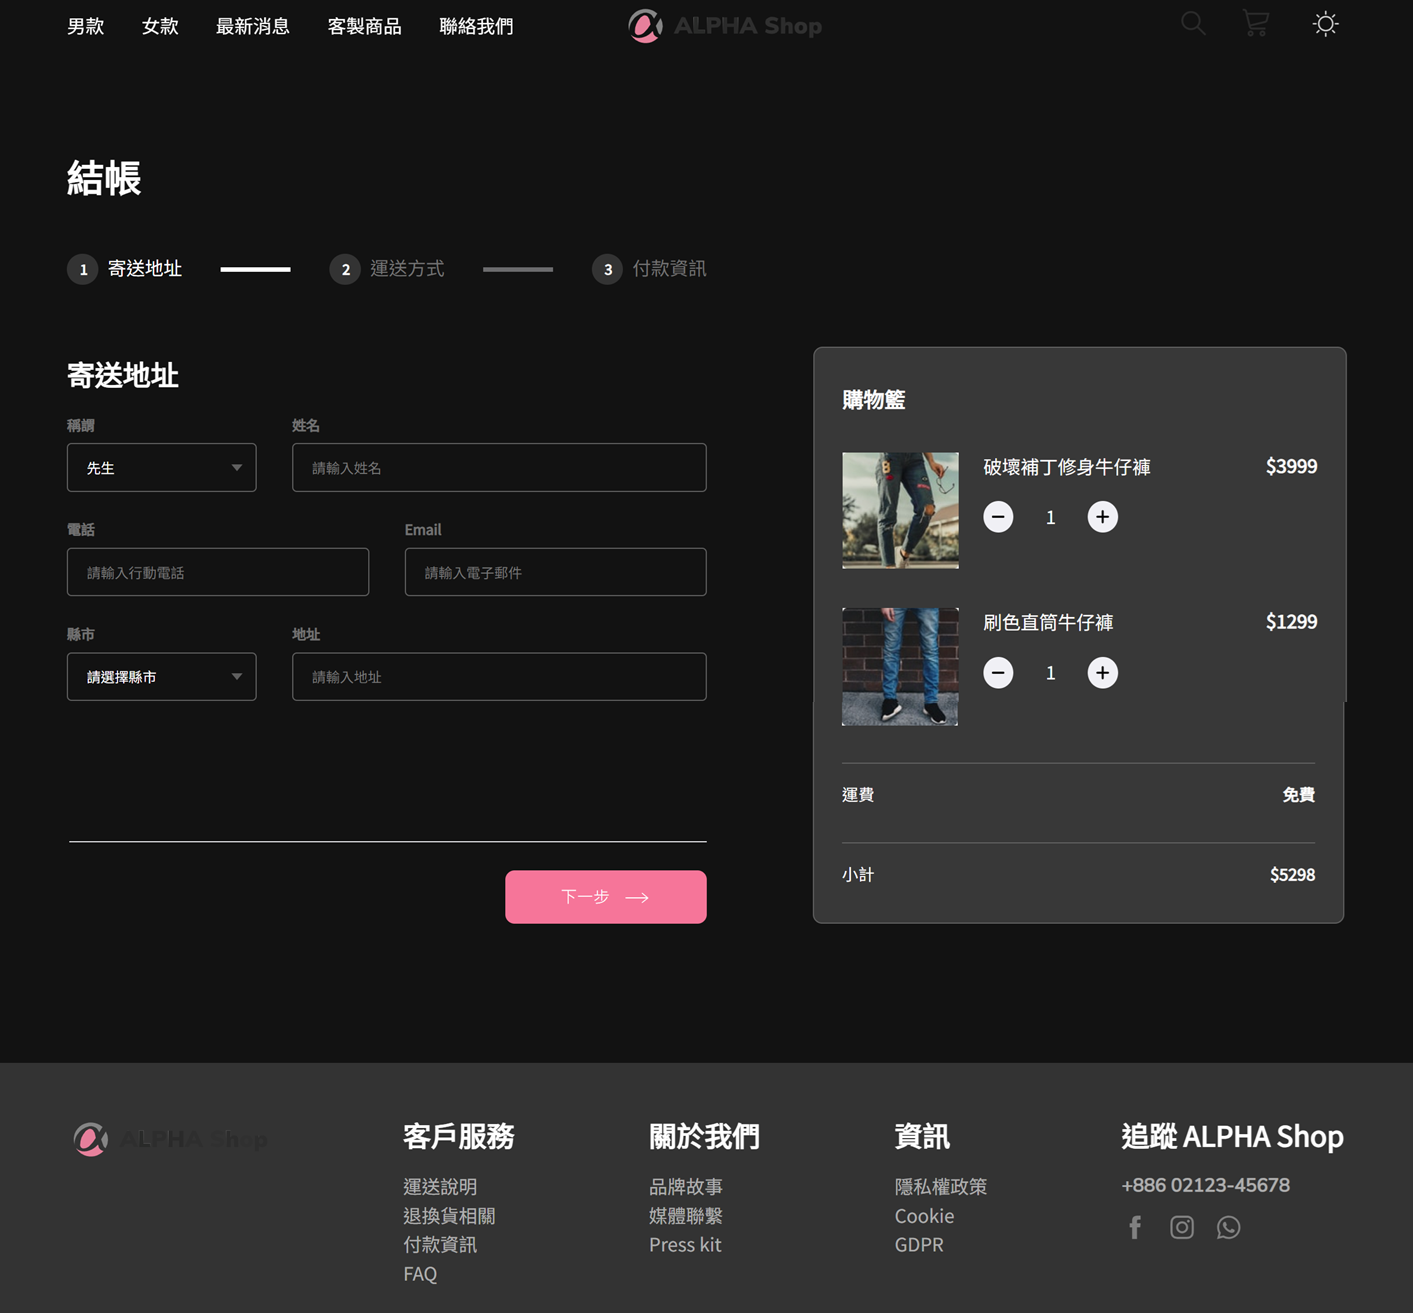 男款 女款 最新消息 客製商品 聯絡我們 ALPHA Shop
結帳
1 寄送地址 2 運送方式 3 付款資訊
寄送地址
稱謂 姓名
先生 請輸入姓名
電話 Email
請輸入行動電話 請輸入電子郵件
縣市 地址
請選擇縣市 請輸入地址
下一步
購物籃
破壞補丁修身牛仔褲 $3999
1
刷色直筒牛仔褲 $1299
1
運費 免費
小計 $5298
ALPHA Shop
客戶服務
運送說明
退換貨相關
付款資訊
FAQ
關於我們
品牌故事
媒體聯繫
Press kit
資訊
隱私權政策
Cookie
GDPR
追蹤 ALPHA Shop
+886 02123-45678